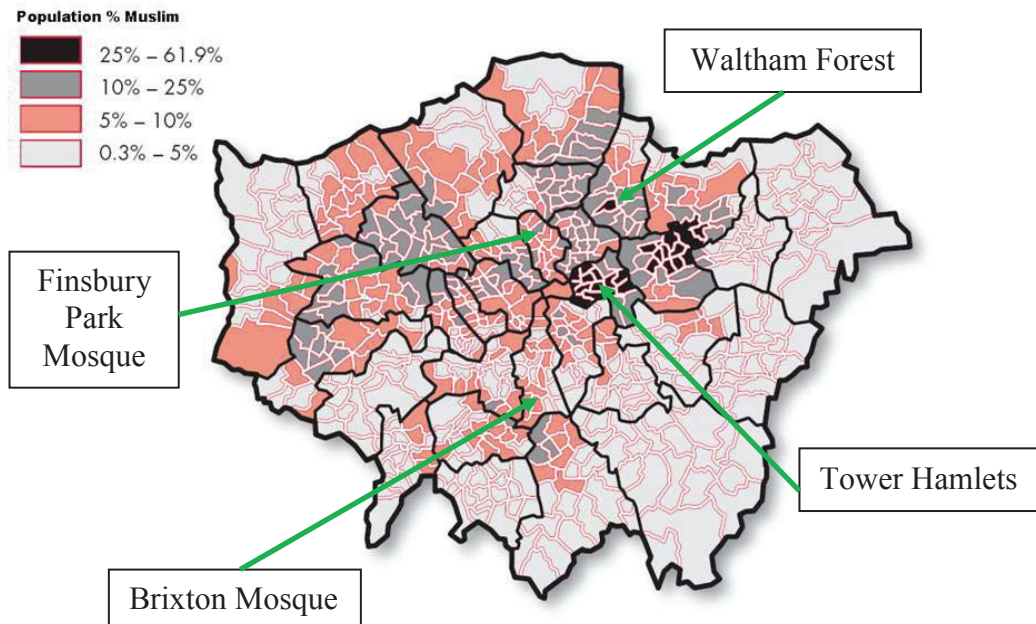 Population % Muslim
25% – 61.9%
10% – 25%
5% – 10%
0.3% – 5%
Waltham Forest
Finsbury
Park
Mosque
Tower Hamlets
Brixton Mosque